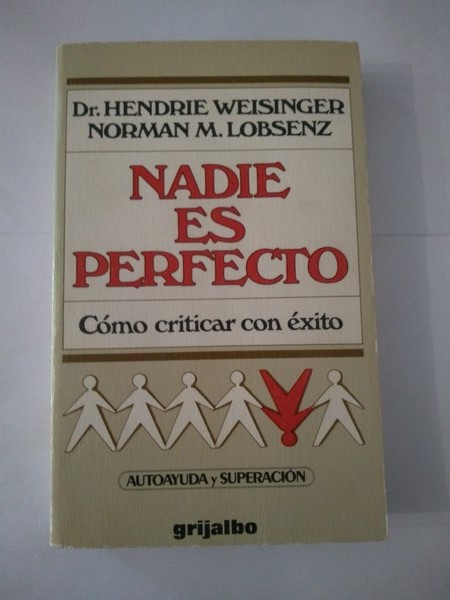 Dr. HENDRIE WEISINGER
NORMAN M. LOBSENZ
NADIE
ES
PERFECTO
Cómo criticar con éxito
AUTOAYUDA y SUPERACIÓN
grijalbo